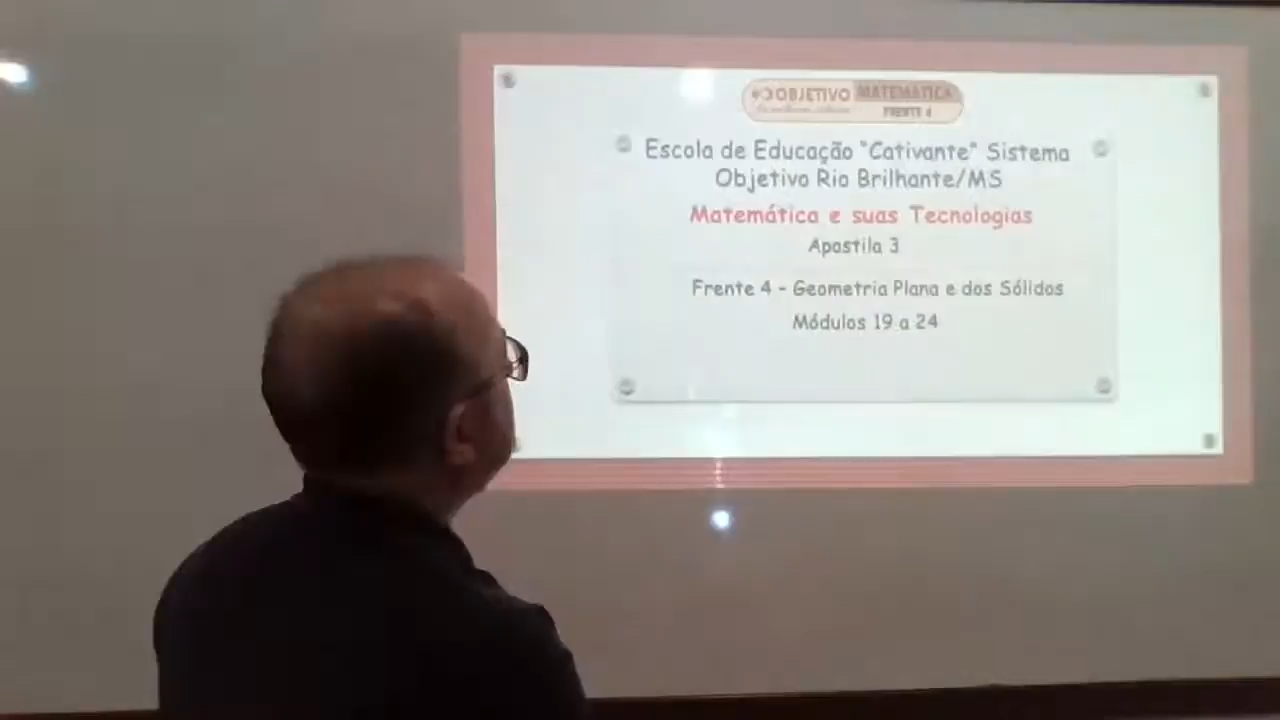 OBJETIVO MATEMÁTICA
FRENTE 4
Escola de Educação "Cativante" Sistema
Objetivo Rio Brilhante/MS
Matemática e suas Tecnologias
Apostila 3
Frente 4 - Geometria Plana e dos Sólidos
Módulos 19 a 24